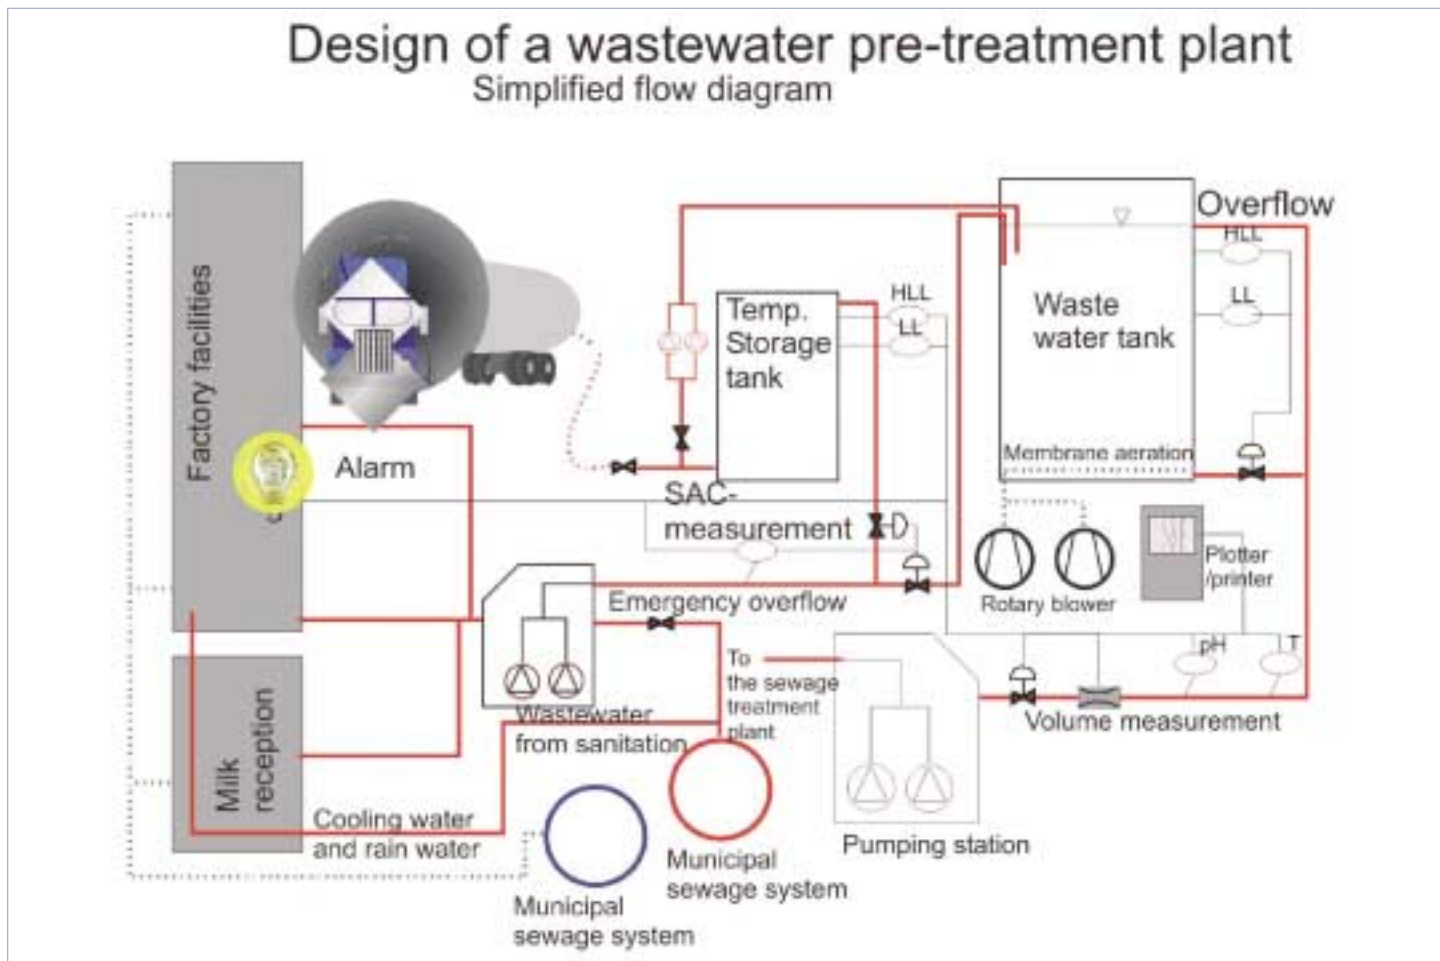 Design of a wastewater pre-treatment plant
Simplified flow diagram
Factory facilities
Alarm
Temp.
Storage
tank
HLL
LL
Waste
water tank
Overflow
HLL
LL
Membrane aeration
SAC-
measurement
Rotary blower
Plotter
/printer
Emergency overflow
To
the sewage
treatment
plant
pH
T
Volume measurement
Wastewater
from sanitation
Milk
reception
Cooling water
and rain water
Pumping station
Municipal
sewage system
Municipal
sewage system